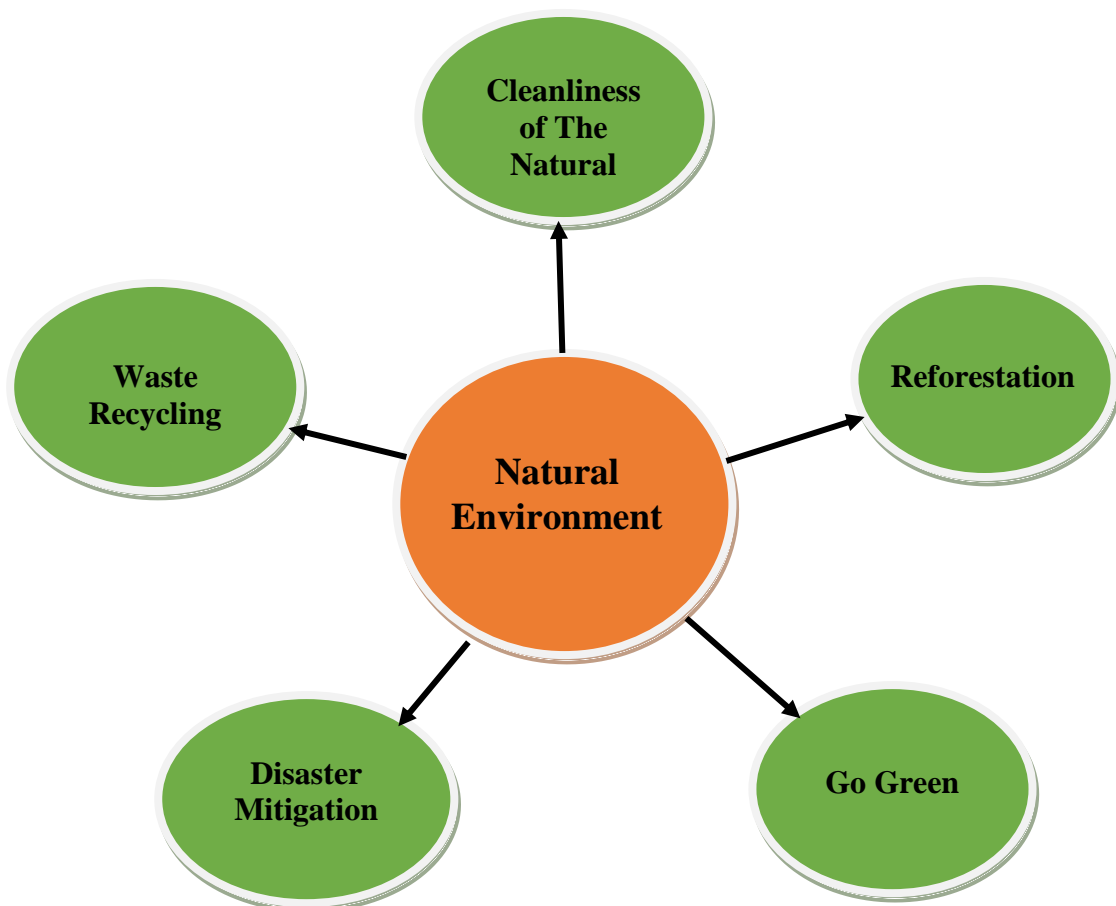 Cleanliness
of The
Natural
Reforestation
Waste
Recycling
Natural
Environment
Disaster
Mitigation
Go Green